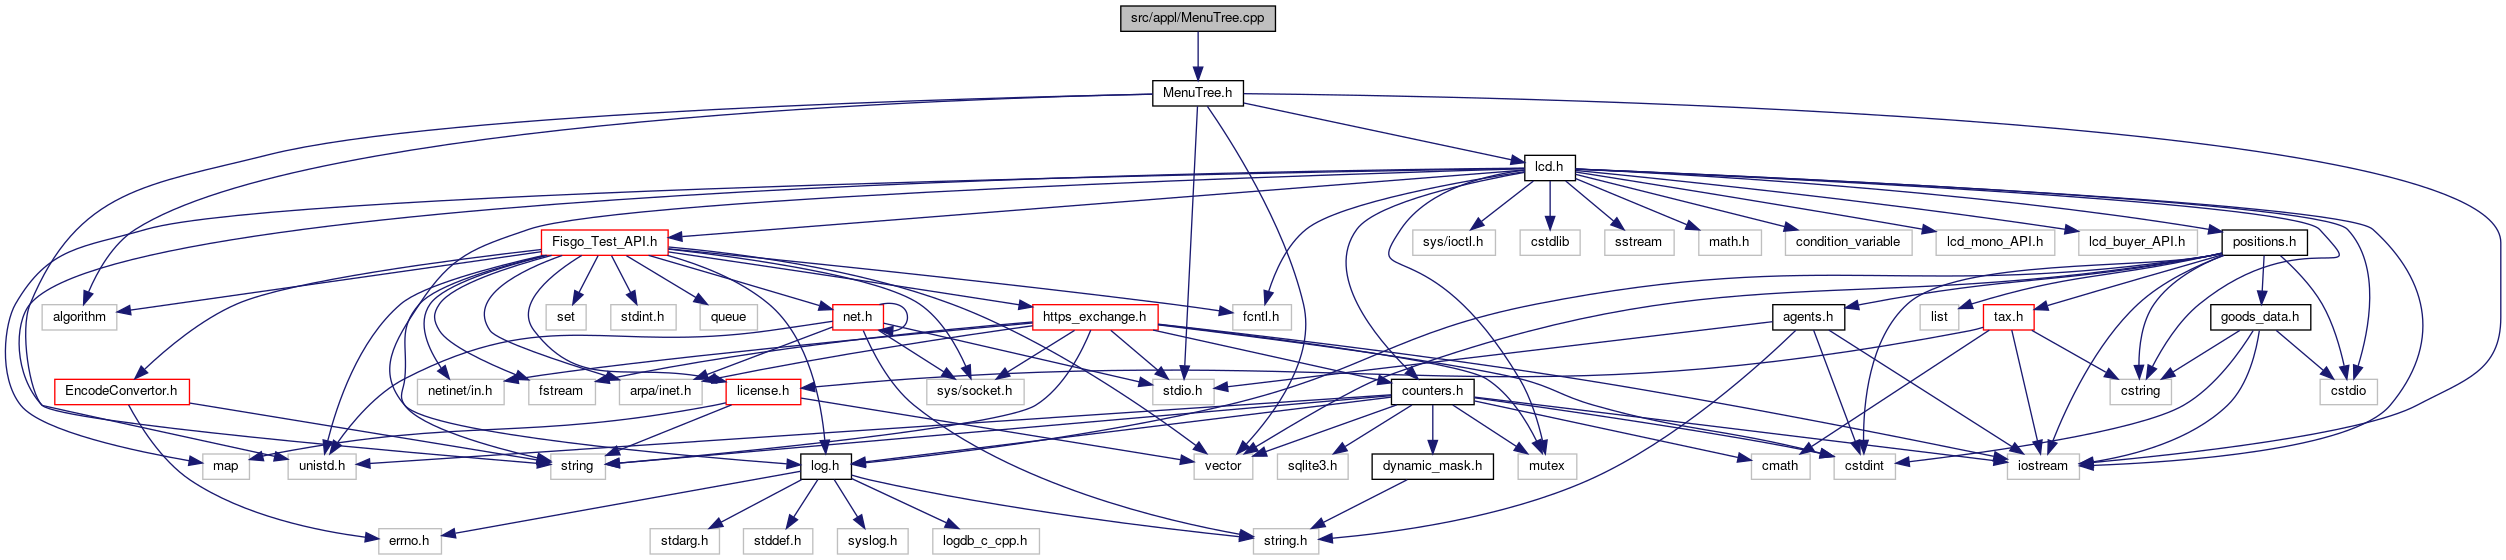 src/appl/MenuTree.cpp
MenuTree.h
lcd.h
Fisgo_Test_API.h
sys/ioctl.h
cstdlib
sstream
math.h
condition_variable
lcd_mono_API.h
lcd_buyer_API.h
positions.h
algorithm
set
stdint.h
queue
net.h
https_exchange.h
fcntl.h
agents.h
list
tax.h
goods_data.h
EncodeConvertor.h
netinet/in.h
fstream
arpa/inet.h
license.h
sys/socket.h
stdio.h
counters.h
cstring
cstdio
map
unistd.h
string
log.h
vector
sqlite3.h
dynamic_mask.h
mutex
cmath
cstdint
iostream
errno.h
stdarg.h
stddef.h
syslog.h
logdb_c_cpp.h
string.h